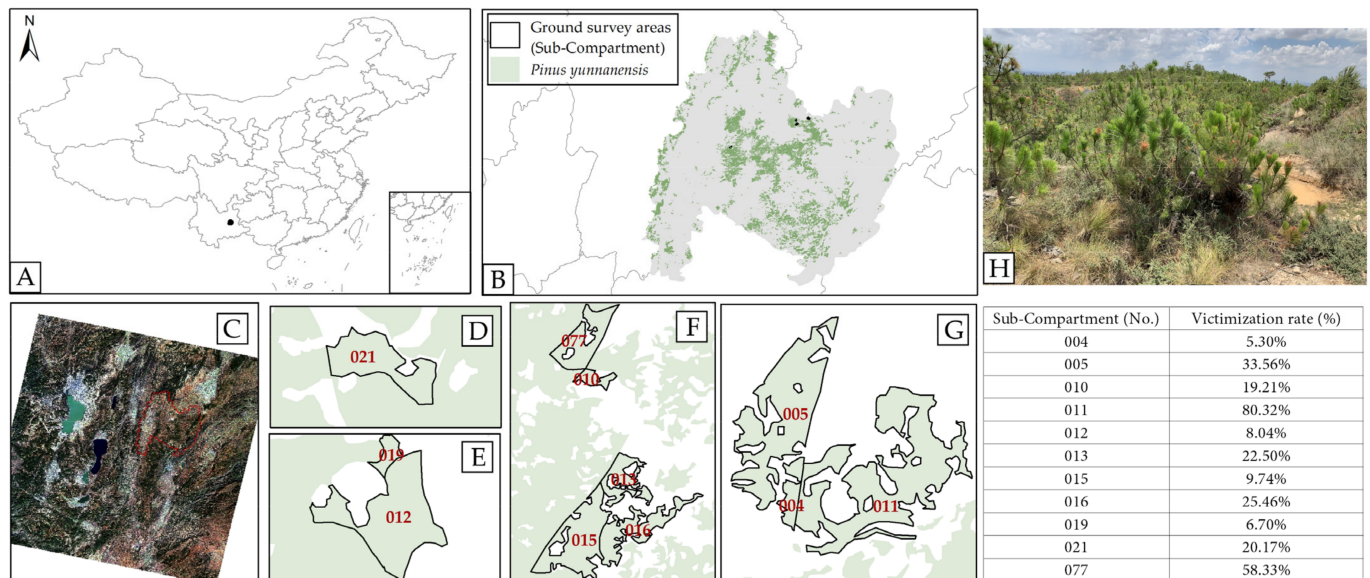 N
A
Ground survey areas
(Sub-Compartment)
Pinus yunnanensis
B
H
C
021
D
019
012
E
077
010
013
015
016
F
005
004
011
G
Sub-Compartment (No.) Victimization rate (%)
004 5.30%
005 33.56%
010 19.21%
011 80.32%
012 8.04%
013 22.50%
015 9.74%
016 25.46%
019 6.70%
021 20.17%
077 58.33%